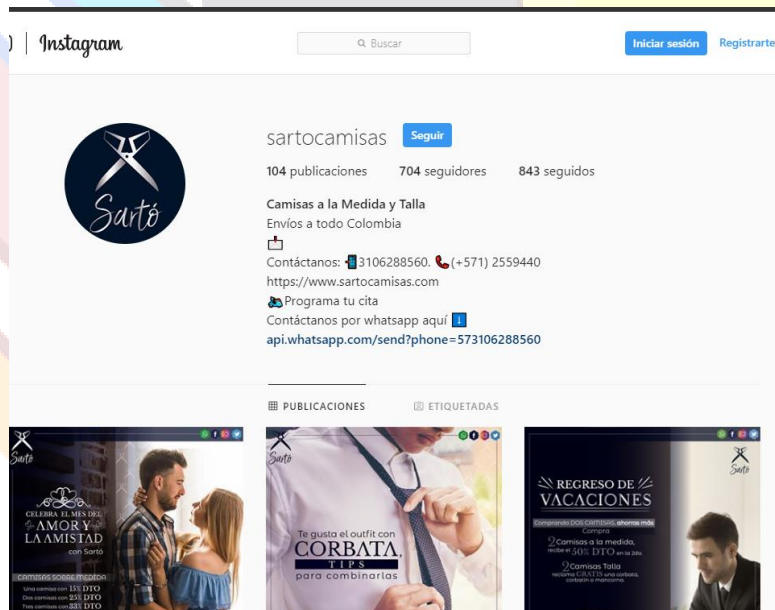 Instagram
Buscar
Iniciar sesión Registrarte
Sartó
sartocamisas Seguir
104 publicaciones 704 seguidores 843 seguidos
Camisas a la Medida y Talla
Envíos a todo Colombia
Contáctanos: 3106288560. (+571) 2559440
https://www.sartocamisas.com
Programa tu cita
Contáctanos por whatsapp aquí
api.whatsapp.com/send?phone=573106288560
PUBLICACIONES ETIQUETADAS
Sartó
CELEBRA EL MES DEL
AMOR Y
LA AMISTAD
con Sartó
CAMISAS SOBRE MEDIDA
Una camisa con 15% DTO
Dos camisas con 25% DTO
Tres camisas con 33% DTO
Sartó
Te gusta el outfit con
CORBATA,
TIPS
para combinarlas
Sartó
REGRESO DE
VACACIONES
Comprando DOS CAMISAS, ahorras más
Compra
2 Camisas a la medida,
recibe el 50% DTO en la 2da.
2 Camisas Talla
reclama GRATIS una corbata,
corbatín o mancorna.